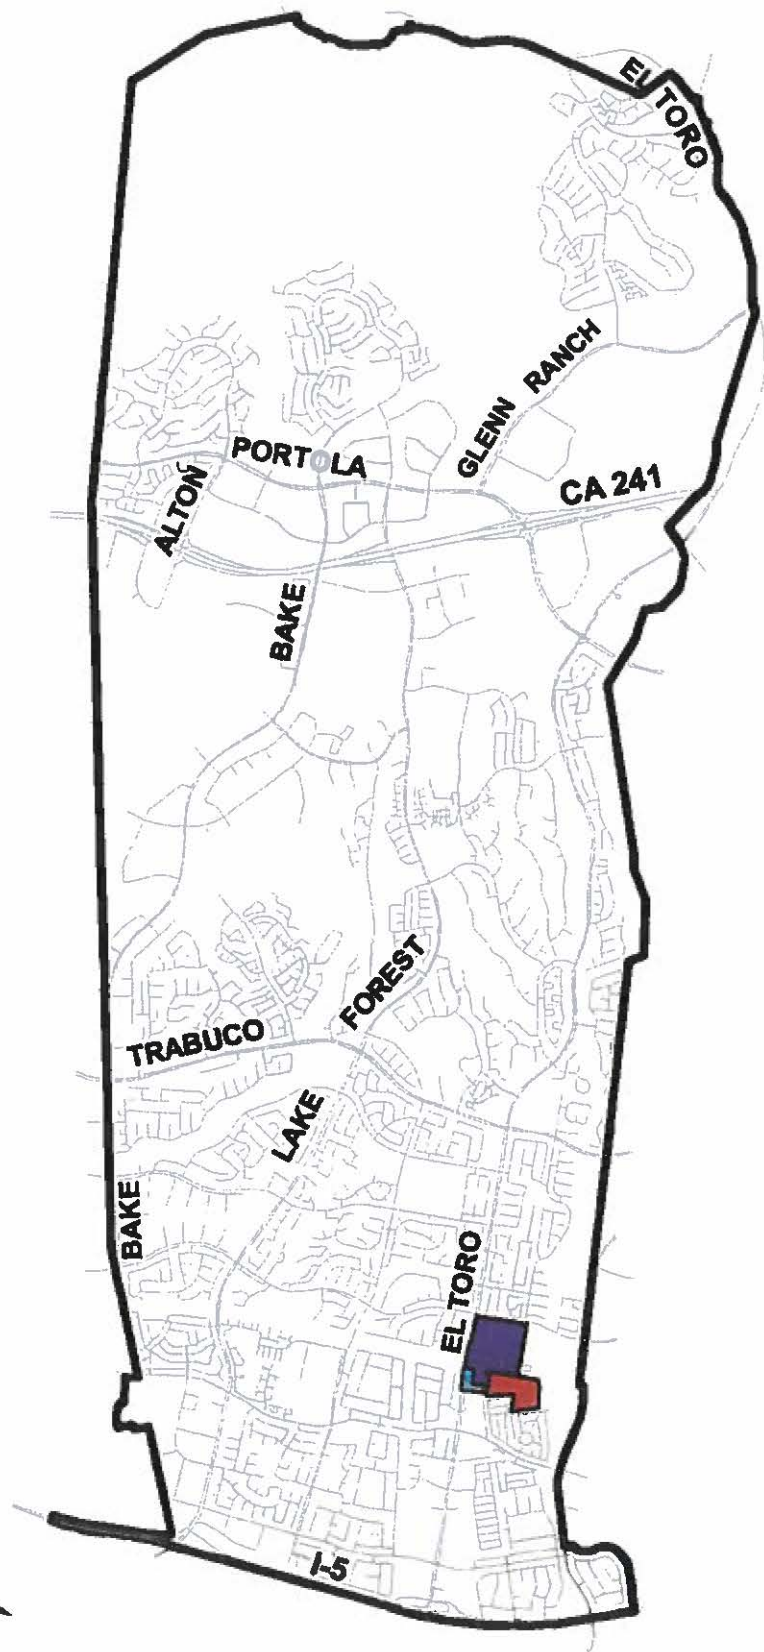 EL TORO
GLENN RANCH
PORTOLA
CA 241
ALTON
BAKE
FOREST
TRABUCO
LAKE
BAKE
EL TORO
I-5